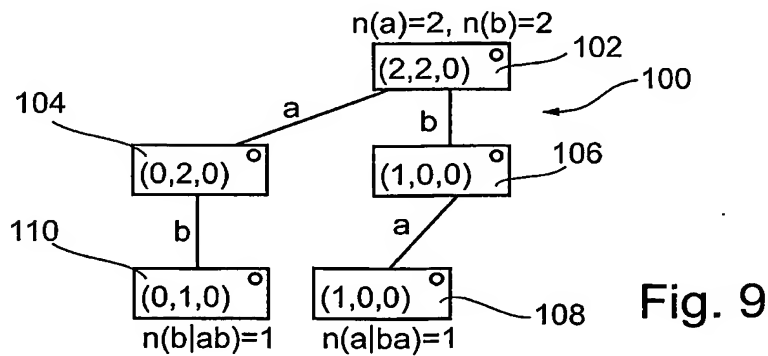 n(a)=2, n(b)=2
(2,2,0)
102
100
104
a
b
106
(0,2,0)
(1,0,0)
110
b
a
(0,1,0)
(1,0,0)
108
n(b|ab)=1
n(a|ba)=1
Fig. 9